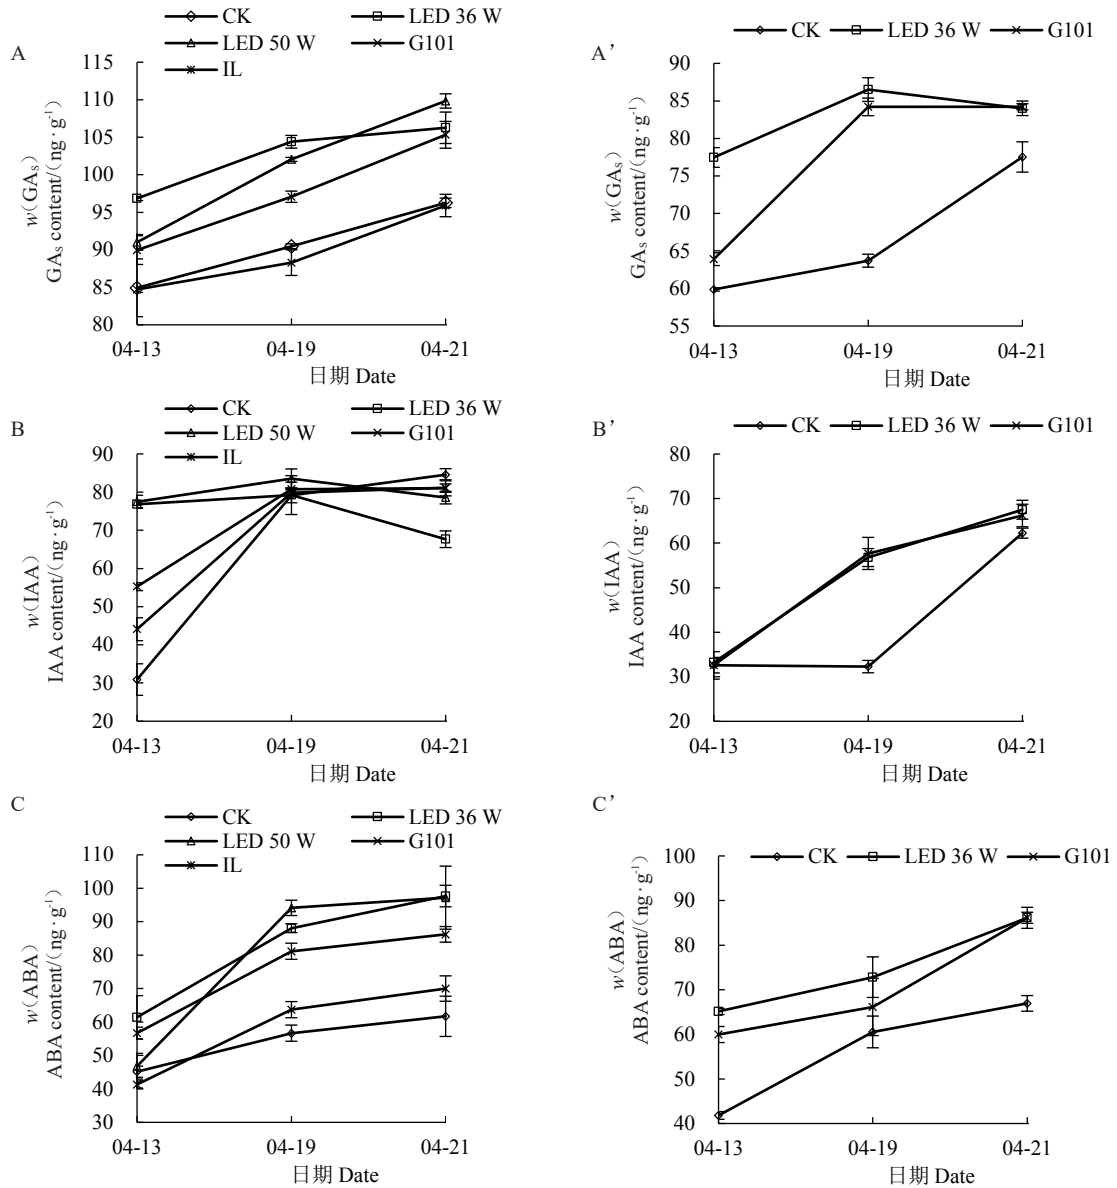 A
CK
LED 36 W
LED 50 W
G101
IL
w(GAs)
GAs content/(ng·g⁻¹)
115
110
105
100
95
90
85
80
04-13
04-19
04-21
日期 Date
A’
CK
LED 36 W
G101
w(GAs)
GAs content/(ng·g⁻¹)
90
85
80
75
70
65
60
55
04-13
04-19
04-21
日期 Date
B
CK
LED 36 W
LED 50 W
G101
IL
w(IAA)
IAA content/(ng·g⁻¹)
90
80
70
60
50
40
30
20
04-13
04-19
04-21
日期 Date
B’
CK
LED 36 W
G101
w(IAA)
IAA content/(ng·g⁻¹)
80
70
60
50
40
30
20
04-13
04-19
04-21
日期 Date
C
CK
LED 36 W
LED 50 W
G101
IL
w(ABA)
ABA content/(ng·g⁻¹)
110
100
90
80
70
60
50
40
30
04-13
04-19
04-21
日期 Date
C’
CK
LED 36 W
G101
w(ABA)
ABA content/(ng·g⁻¹)
100
90
80
70
60
50
40
04-13
04-19
04-21
日期 Date